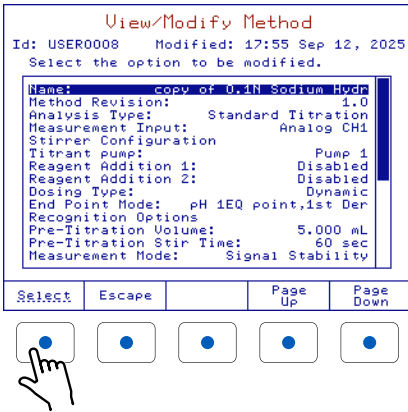 View/Modify Method
Id: USER0008 Modified: 17:55 Sep 12, 2025
Select the option to be modified.
Name: copy of 0.1N Sodium Hydr
Method Revision: 1.0
Analysis Type: Standard Titration
Measurement Input: Analog CH1
Stirrer Configuration
Titrant pump: Pump 1
Reagent Addition 1: Disabled
Reagent Addition 2: Disabled
Dosing Type: Dynamic
End Point Mode: pH 1EQ point,1st Der
Recognition Options
Pre-Titration Volume: 5.000 mL
Pre-Titration Stir Time: 60 sec
Measurement Mode: Signal Stability
Select Escape Page Up Page Down